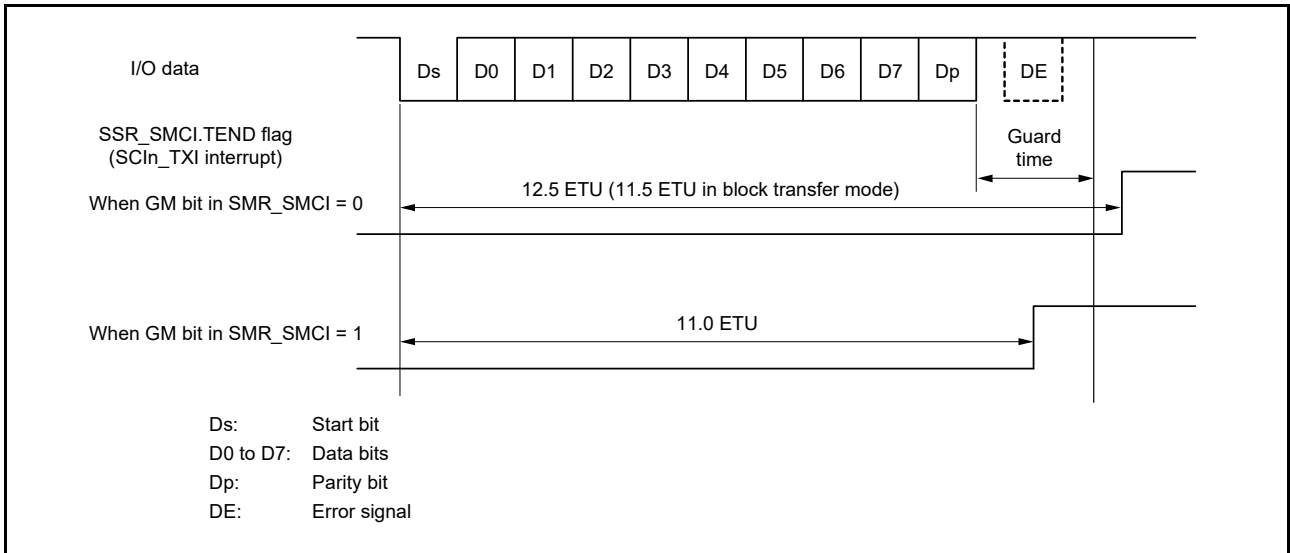 I/O data
Ds D0 D1 D2 D3 D4 D5 D6 D7 Dp DE
SSR_SMCI.TEND flag
(SCIn_TXI interrupt)
Guard
time
When GM bit in SMR_SMCI = 0
12.5 ETU (11.5 ETU in block transfer mode)
When GM bit in SMR_SMCI = 1
11.0 ETU
Ds: Start bit
D0 to D7: Data bits
Dp: Parity bit
DE: Error signal